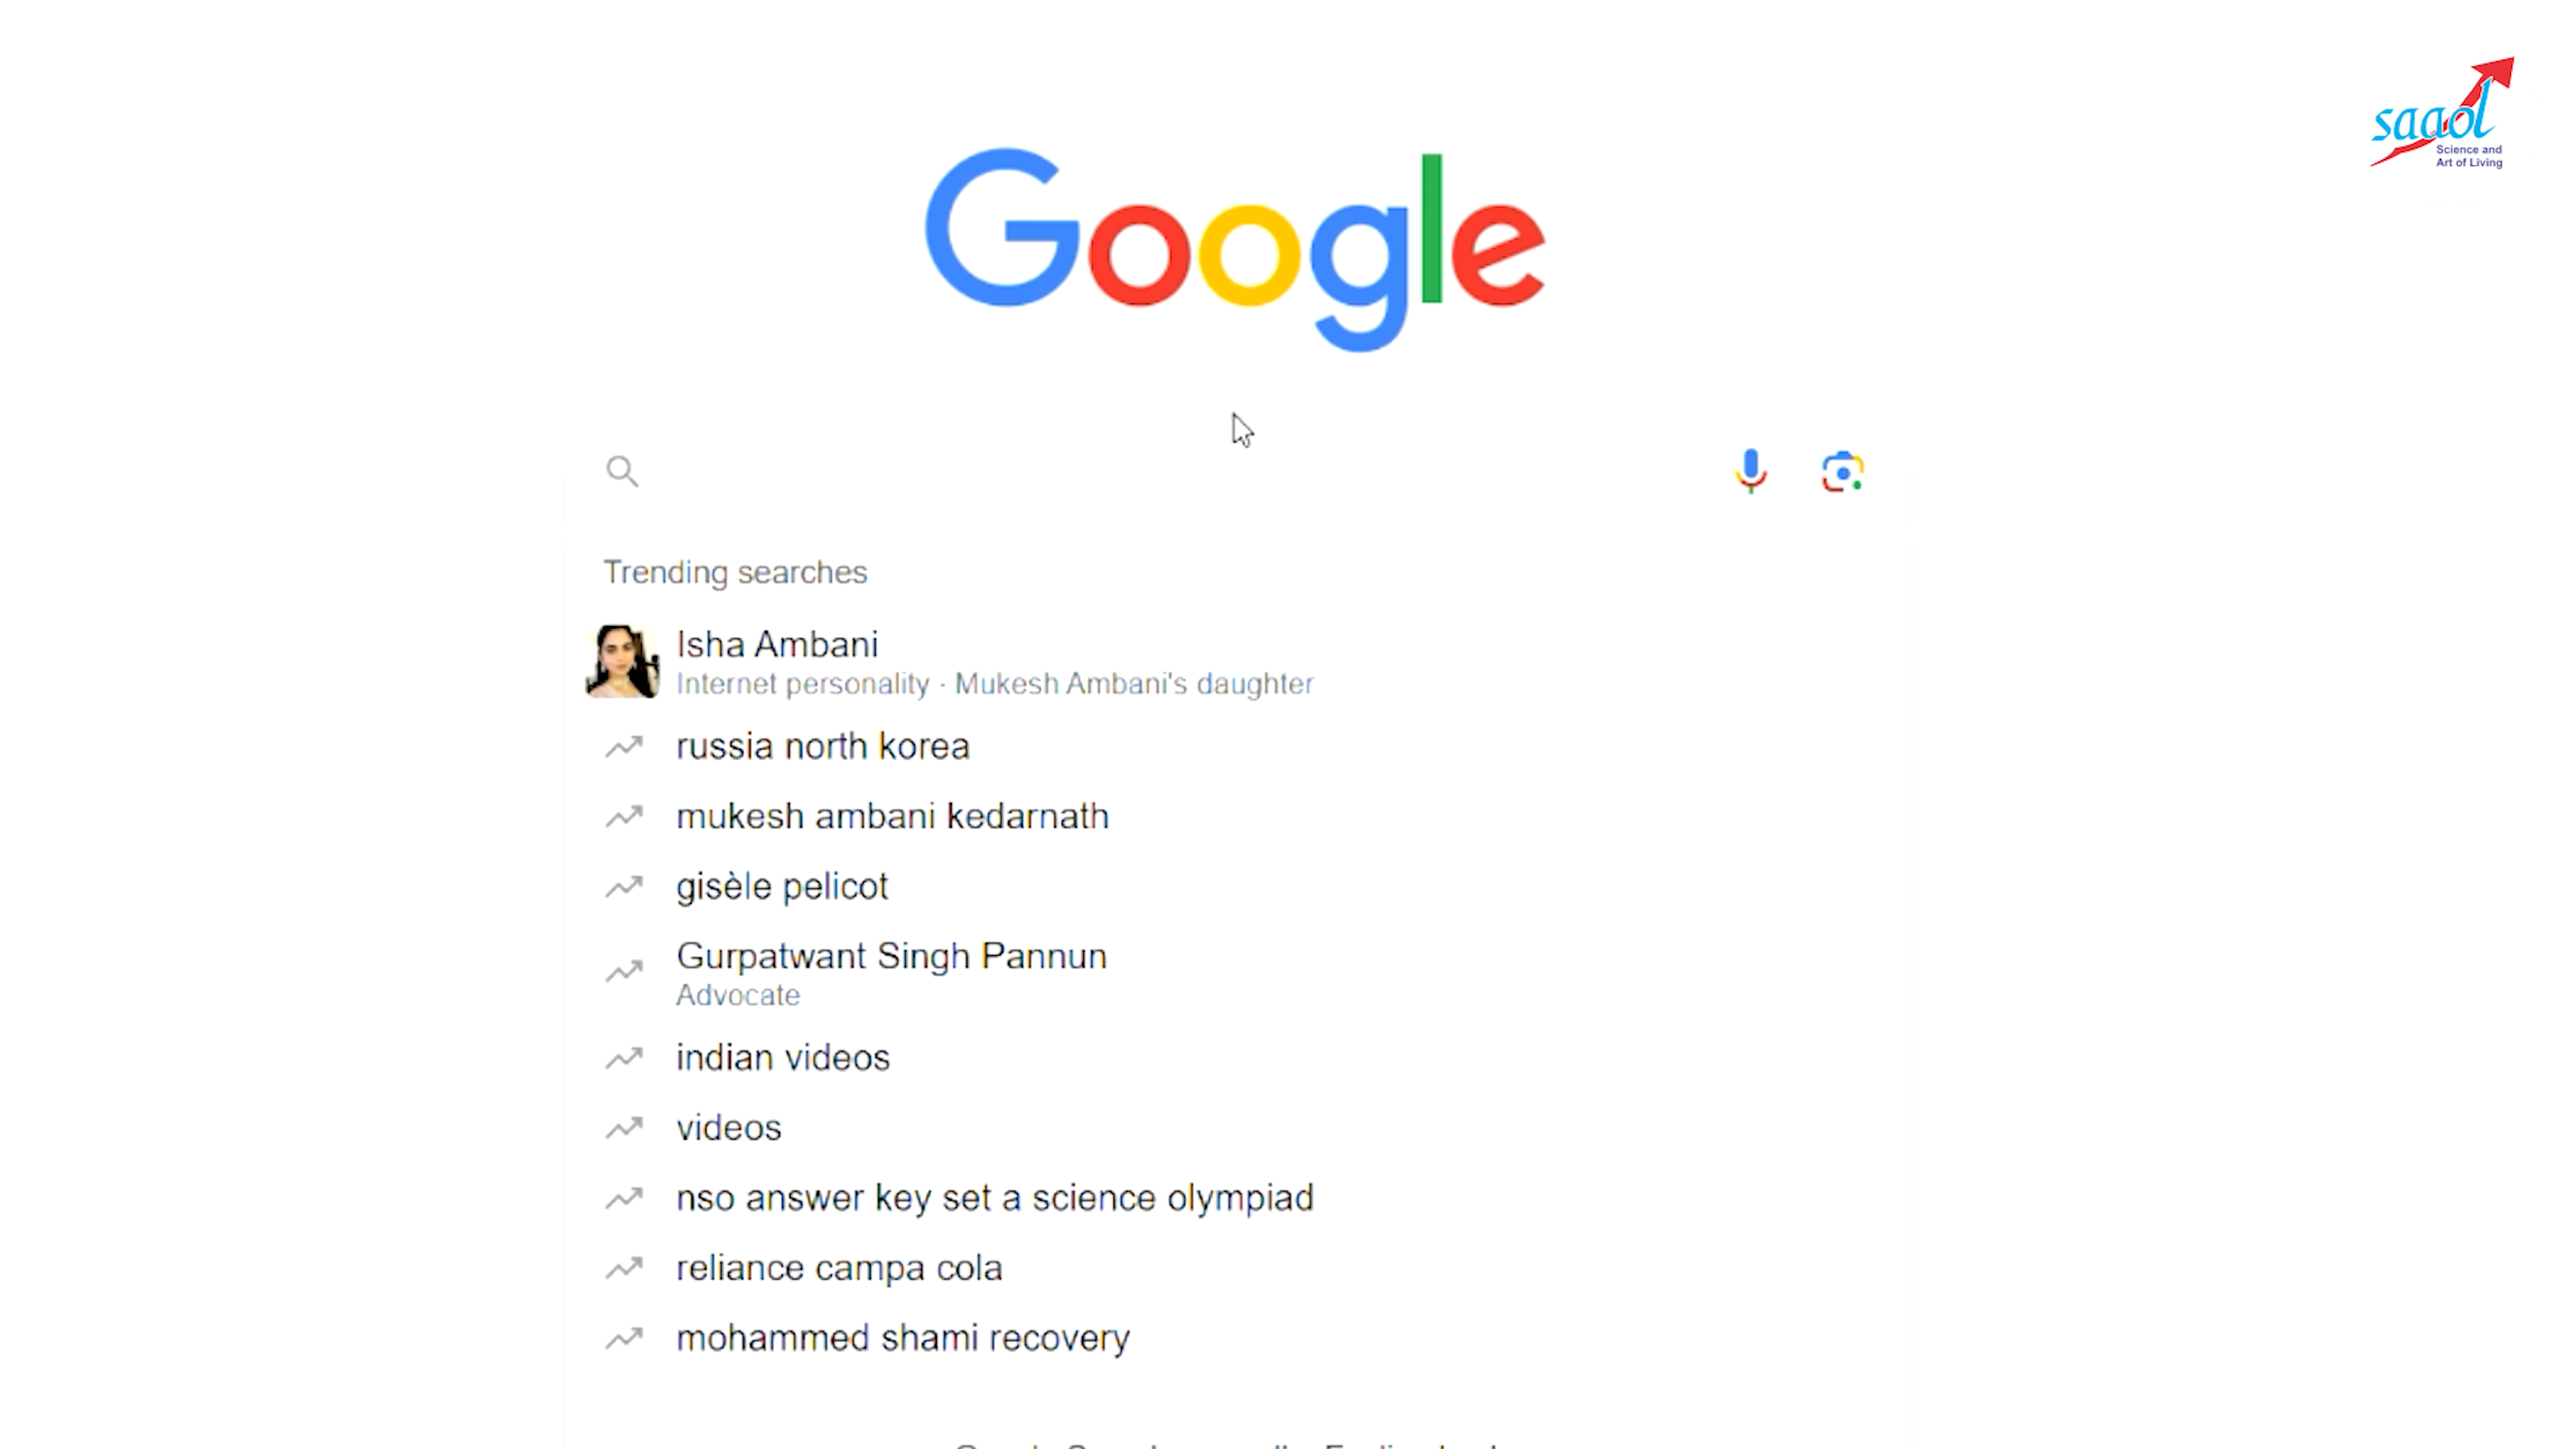 saaol
Science and
Art of Living
Google
Trending searches
Isha Ambani
Internet personality · Mukesh Ambani's daughter
russia north korea
mukesh ambani kedarnath
gisèle pelicot
Gurpatwant Singh Pannun
Advocate
indian videos
videos
nso answer key set a science olympiad
reliance campa cola
mohammed shami recovery